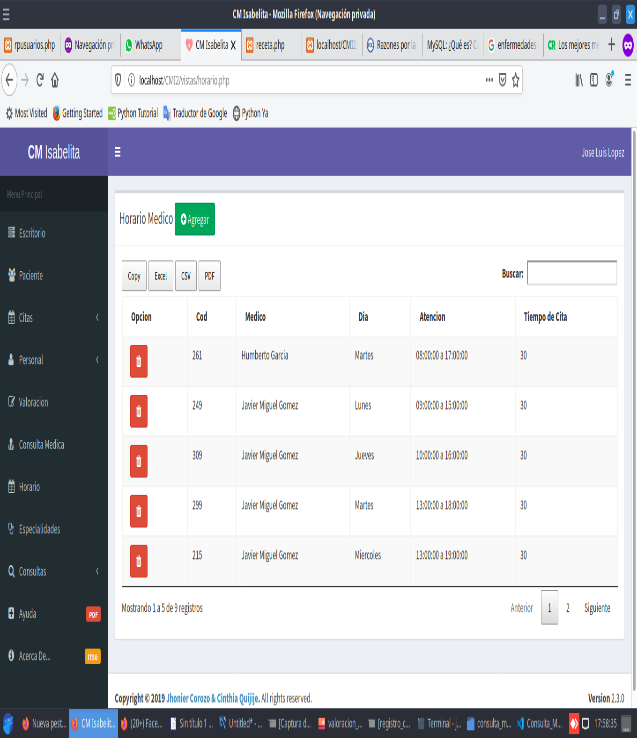 CM Isabelita - Mozilla Firefox (Navegación privada)
rpusuarios.php
Navegación pr
WhatsApp
CM Isabelita
receta.php
localhost/CMI2
Razones por la
MySQL: ¿Qué es? C
enfermedades
Los mejores m
localhost/CMI2/vistas/horario.php
Most Visited
Getting Started
Python Tutorial
Traductor de Google
Python Ya
CM Isabelita
Jose Luis Lopez
Menu Principal
Escritorio
Paciente
Citas
Personal
Valoracion
Consulta Medica
Horario
Especialidades
Consultas
Ayuda
PDF
Acerca De...
Horario Medico
Agregar
Copy
Excel
CSV
PDF
Buscar:
Opcion Cod Medico Dia Atencion Tiempo de Cita
261 Humberto Garcia Martes 08:00:00 a 17:00:00 30
249 Javier Miguel Gomez Lunes 09:00:00 a 15:00:00 30
309 Javier Miguel Gomez Jueves 10:00:00 a 16:00:00 30
299 Javier Miguel Gomez Martes 13:00:00 a 18:00:00 30
215 Javier Miguel Gomez Miercoles 13:00:00 a 19:00:00 30
Mostrando 1 a 5 de 9 registros
Anterior 1 2 Siguiente
Copyright © 2019 Jhonier Corozo & Cinthia Quijije. All rights reserved.
Version 2.3.0
Nueva pest...
CM Isabelit...
(20+) Face...
Sin título 1 ...
Untitled* - ...
[Captura d...
valoracion_...
[registro_c...
Terminal - j...
consulta_m...
Consulta_M...
17:58:35